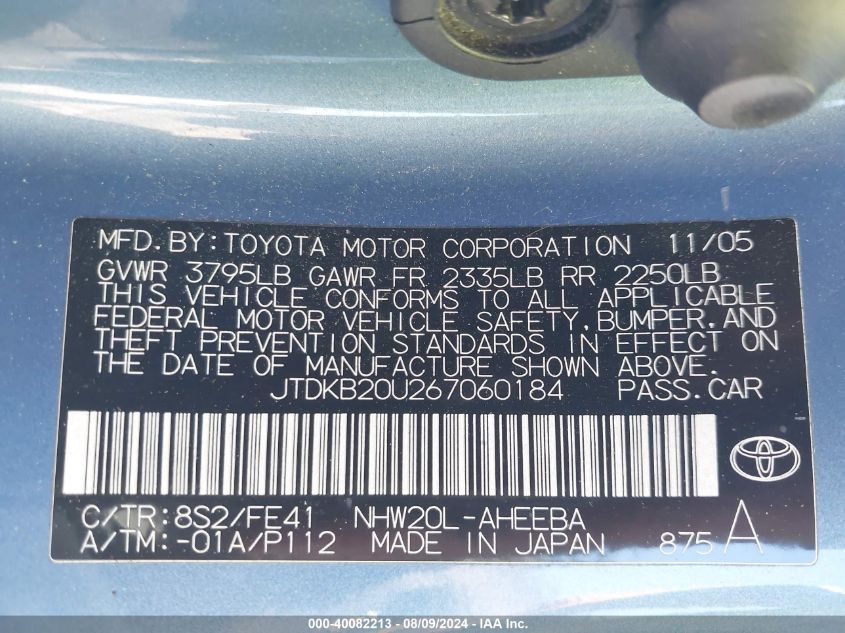 MFD.BY:TOYOTA MOTOR CORPORATION 11/05
GVWR 3795LB GAWR FR 2335LB RR 2250LB
THIS VEHICLE CONFORMS TO ALL APPLICABLE
FEDERAL MOTOR VEHICLE SAFETY,BUMPER,AND
THEFT PREVENTION STANDARDS IN EFFECT ON
THE DATE OF MANUFACTURE SHOWN ABOVE.
JTDKB20U267060184 PASS.CAR
C/TR:8S2/FE41 NHW20L-AHEEBA
A/TM:-01A/P112 MADE IN JAPAN 875 A
000-40082213 - 08/09/2024 - IAAI.com